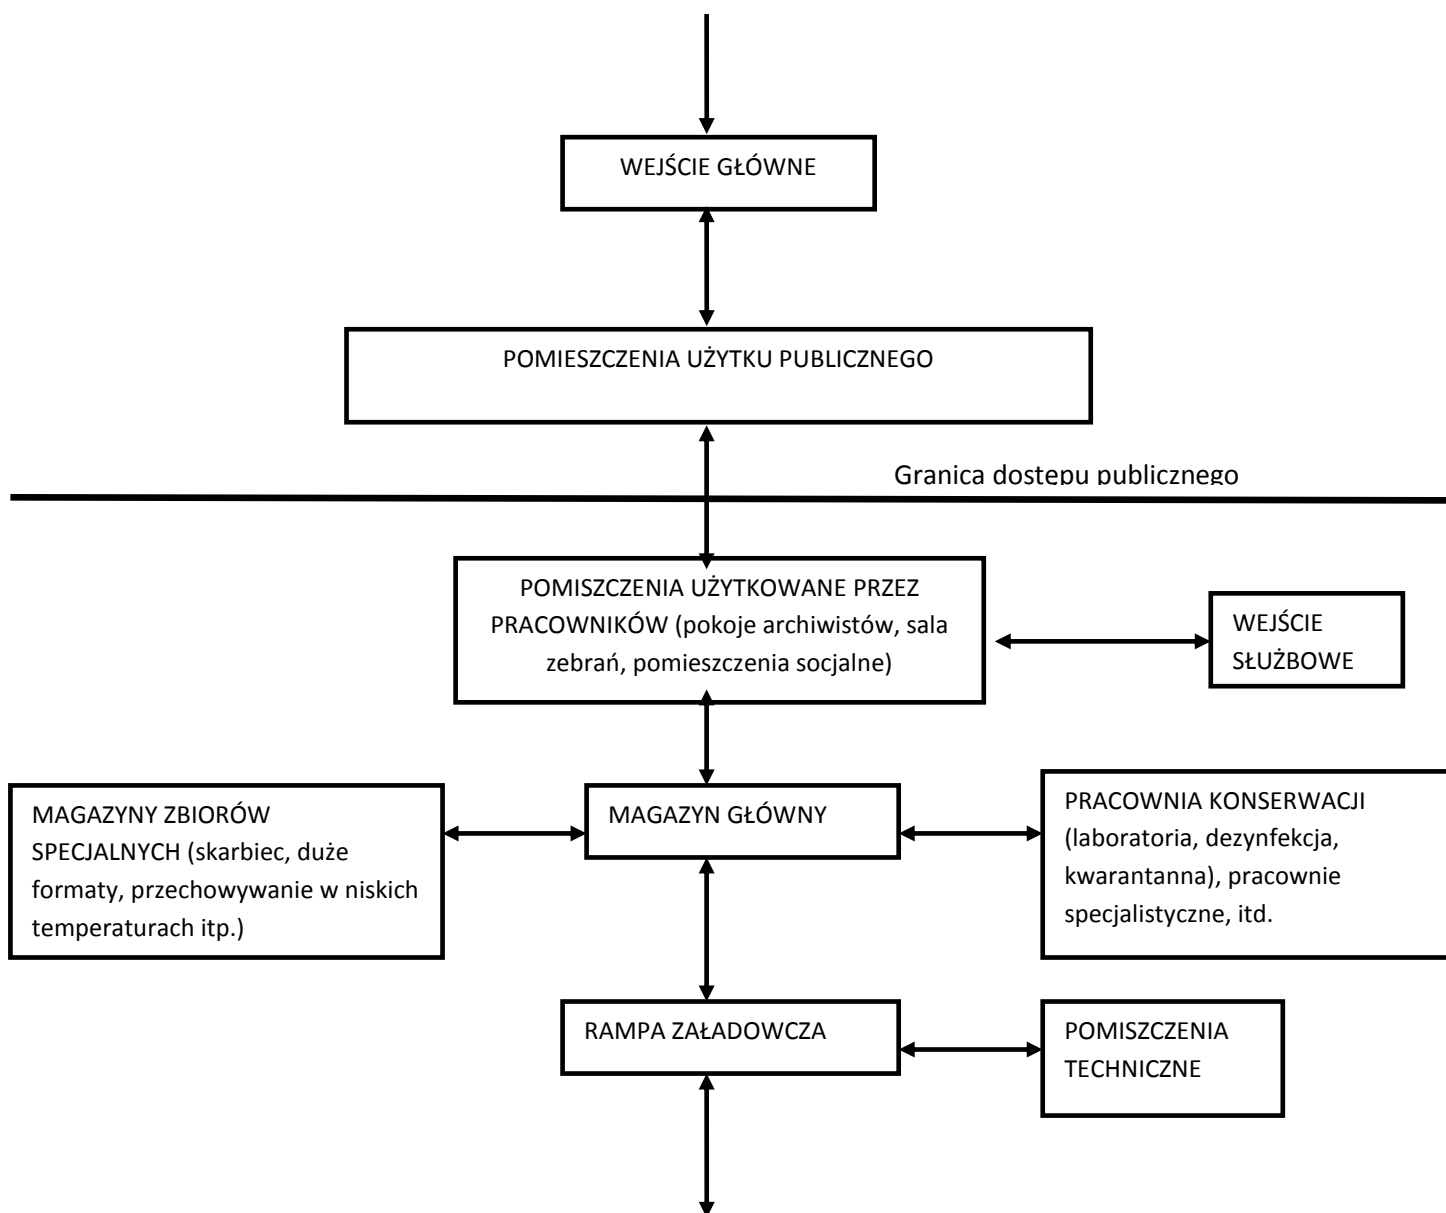 WEJŚCIE GŁÓWNE
POMIESZCZENIA UŻYTKU PUBLICZNEGO
Granica dostępu publicznego
POMISZCZENIA UŻYTKOWANE PRZEZ
PRACOWNIKÓW (pokoje archiwistów, sala
zebrań, pomieszczenia socjalne)
WEJŚCIE
SŁUŻBOWE
MAGAZYNY ZBIORÓW
SPECJALNYCH (skarbiec, duże
formaty, przechowywanie w niskich
temperaturach itp.)
MAGAZYN GŁÓWNY
PRACOWNIA KONSERWACJI
(laboratoria, dezynfekcja,
kwarantanna), pracownie
specjalistyczne, itd.
RAMPA ZAŁADOWCZA
POMISZCZENIA
TECHNICZNE